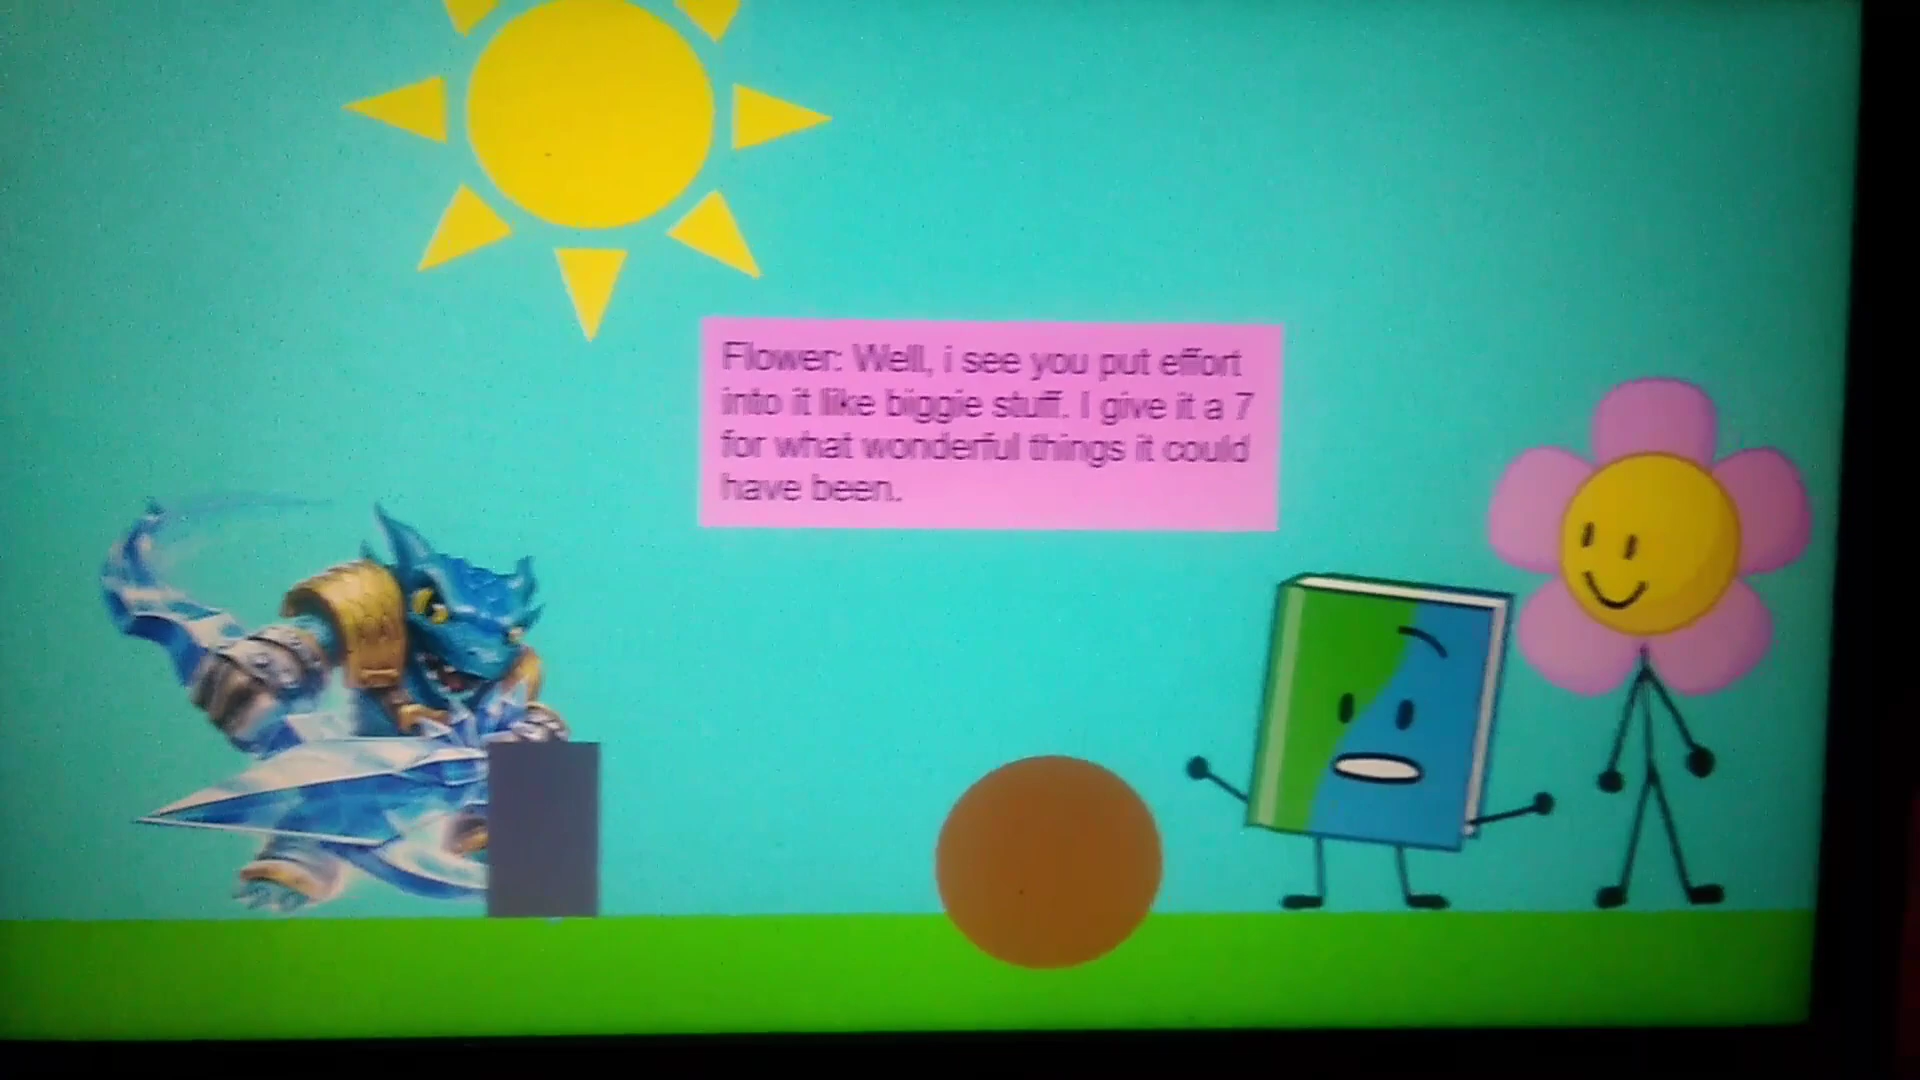 Flower: Well, i see you put effort
into it like biggie stuff. I give it a 7
for what wonderful things it could
have been.